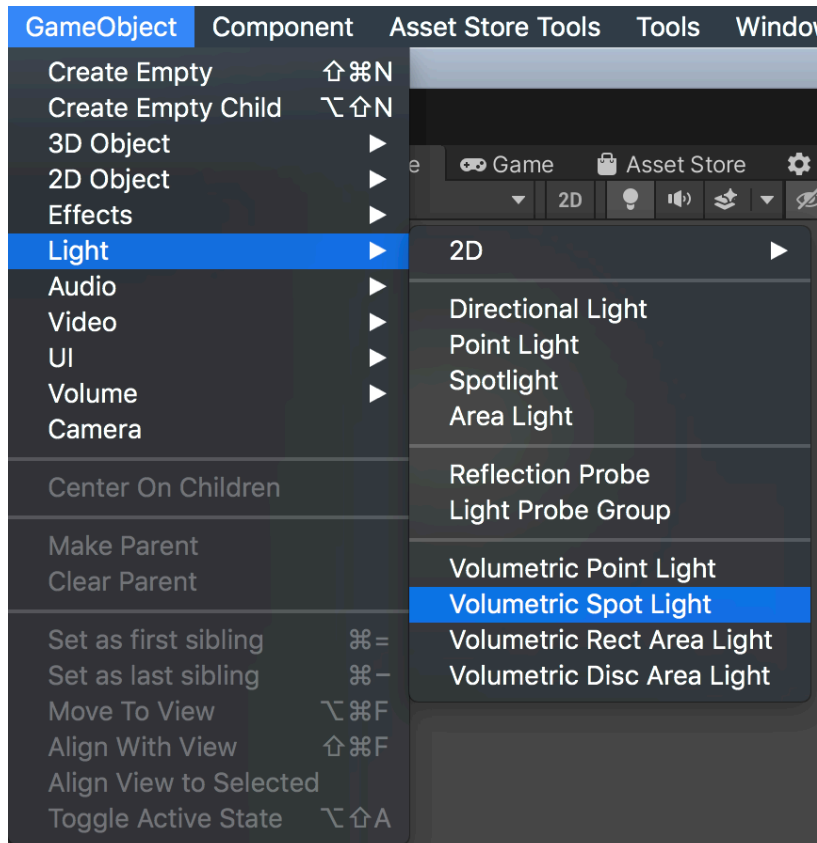 GameObject Component Asset Store Tools Tools Window
Create Empty ⇧⌘N
Create Empty Child ⌥⇧N
3D Object ▶
2D Object ▶
Effects ▶
Light ▶
Audio ▶
Video ▶
UI ▶
Volume ▶
Camera
Center On Children
Make Parent
Clear Parent
Set as first sibling ⌘=
Set as last sibling ⌘−
Move To View ⌥⌘F
Align With View ⇧⌘F
Align View to Selected
Toggle Active State ⌥⇧A
e Game Asset Store
2D
2D ▶
Directional Light
Point Light
Spotlight
Area Light
Reflection Probe
Light Probe Group
Volumetric Point Light
Volumetric Spot Light
Volumetric Rect Area Light
Volumetric Disc Area Light